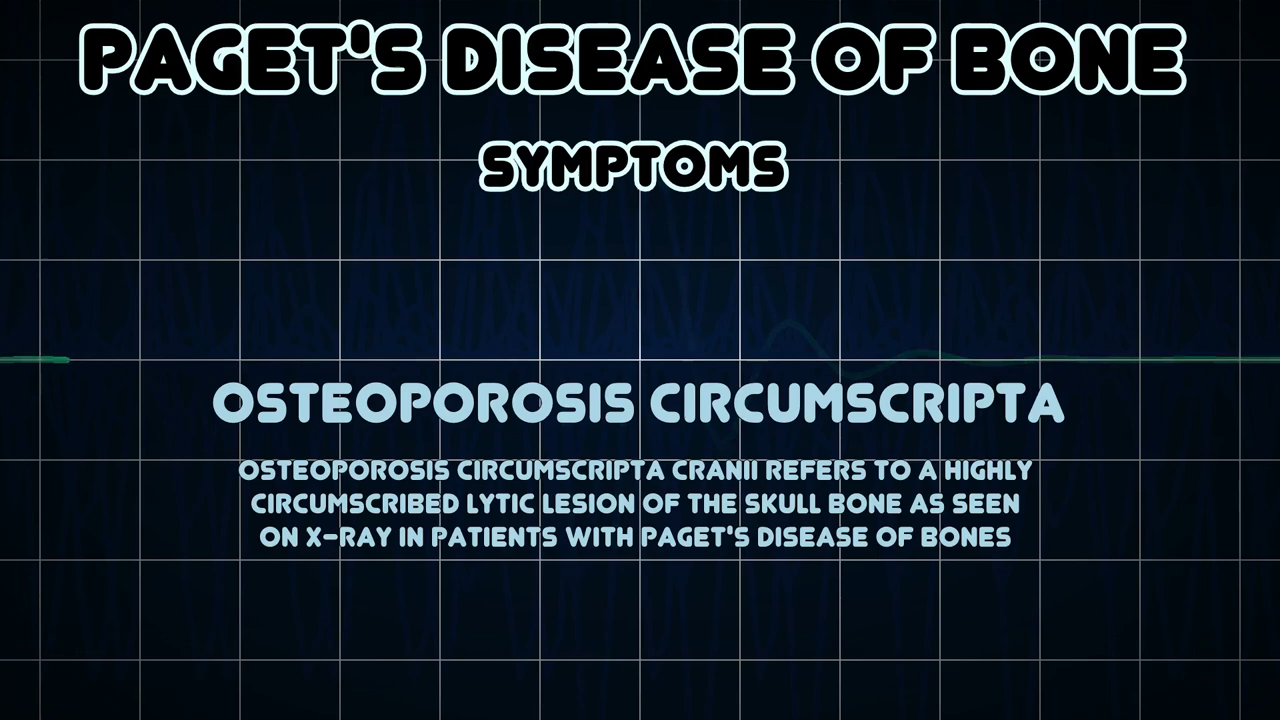 PAGET'S DISEASE OF BONE
SYMPTOMS
OSTEOPOROSIS CIRCUMSCRIPTA
OSTEOPOROSIS CIRCUMSCRIPTA CRANII REFERS TO A HIGHLY
CIRCUMSCRIBED LYTIC LESION OF THE SKULL BONE AS SEEN
ON X-RAY IN PATIENTS WITH PAGET'S DISEASE OF BONES